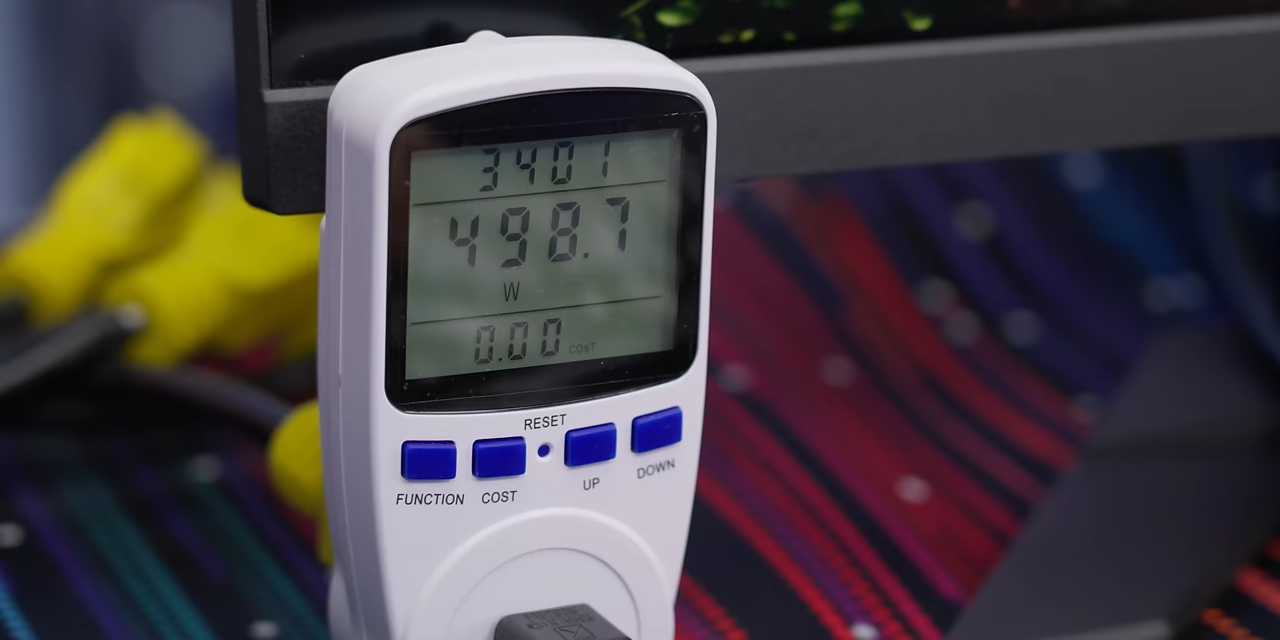 3401
498.7
W
0.00 COST
RESET
FUNCTION COST UP DOWN